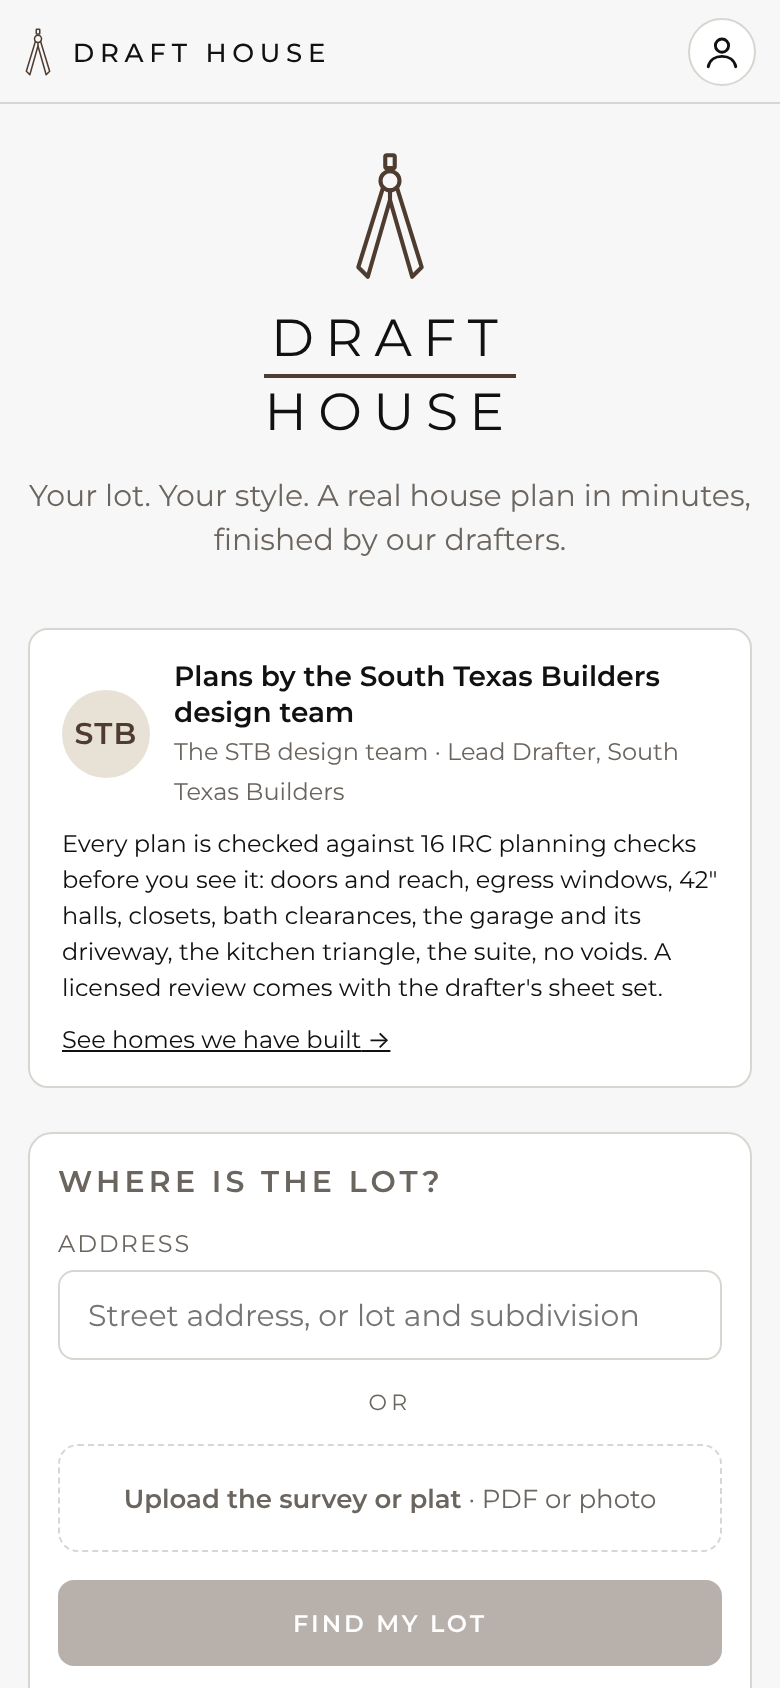 DRAFT HOUSE
DRAFT
HOUSE
Your lot. Your style. A real house plan in minutes,
finished by our drafters.
STB
Plans by the South Texas Builders
design team
The STB design team · Lead Drafter, South
Texas Builders
Every plan is checked against 16 IRC planning checks
before you see it: doors and reach, egress windows, 42"
halls, closets, bath clearances, the garage and its
driveway, the kitchen triangle, the suite, no voids. A
licensed review comes with the drafter's sheet set.
See homes we have built →
WHERE IS THE LOT?
ADDRESS
Street address, or lot and subdivision
OR
Upload the survey or plat · PDF or photo
FIND MY LOT